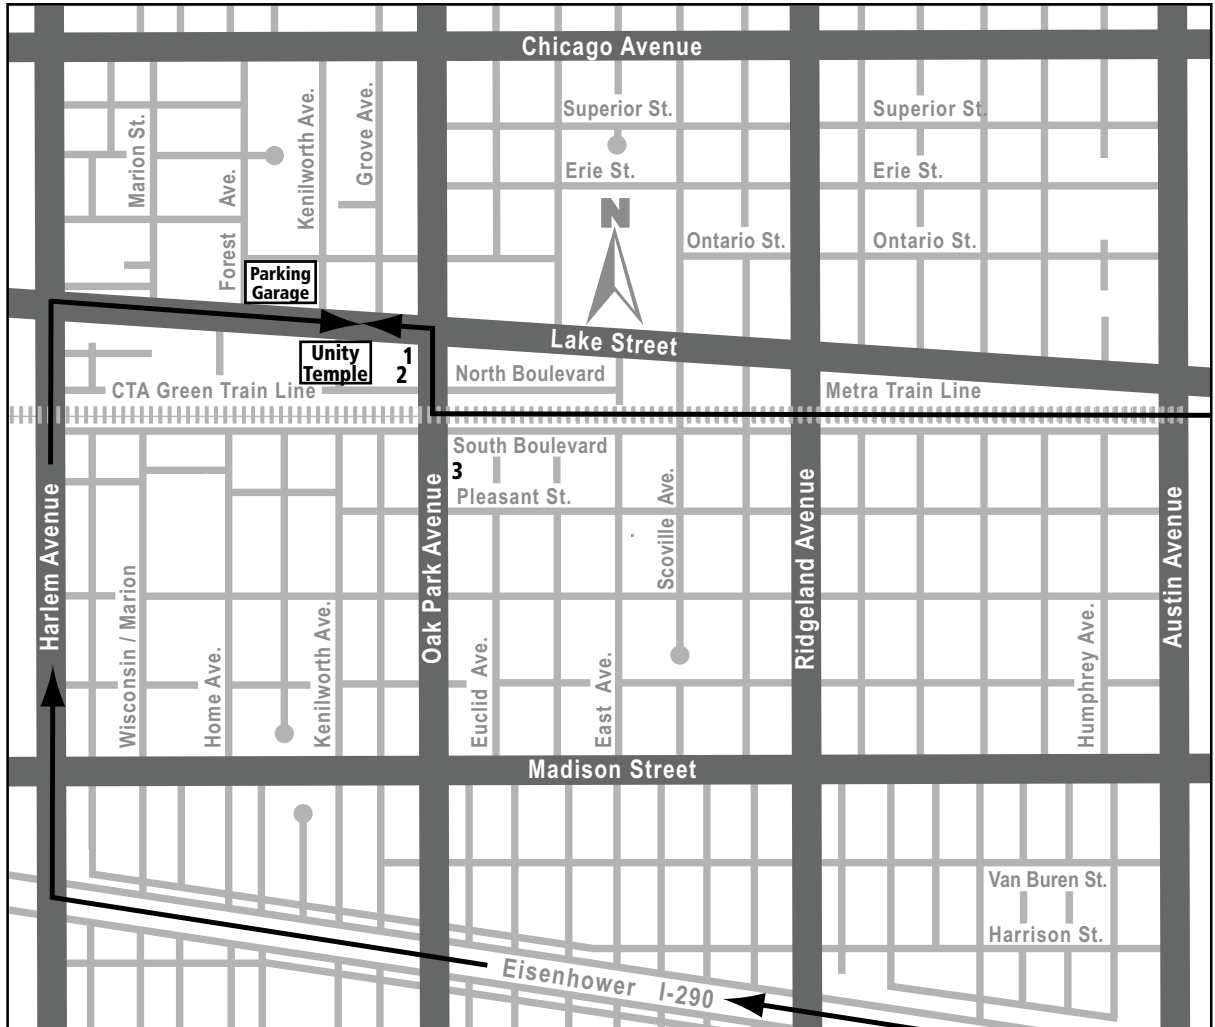 Chicago Avenue
Superior St.
Superior St.
Marion St.
Kenilworth Ave.
Grove Ave.
Erie St.
Erie St.
Forest Ave.
N
Ontario St.
Ontario St.
Parking
Garage
Lake Street
Unity
Temple
1
2
North Boulevard
CTA Green Train Line
Metra Train Line
South Boulevard
3
Pleasant St.
Harlem Avenue
Oak Park Avenue
Scoville Ave.
Ridgeland Avenue
Austin Avenue
Wisconsin / Marion
Home Ave.
Kenilworth Ave.
Euclid Ave.
East Ave.
Humphrey Ave.
Madison Street
Van Buren St.
Harrison St.
Eisenhower I-290